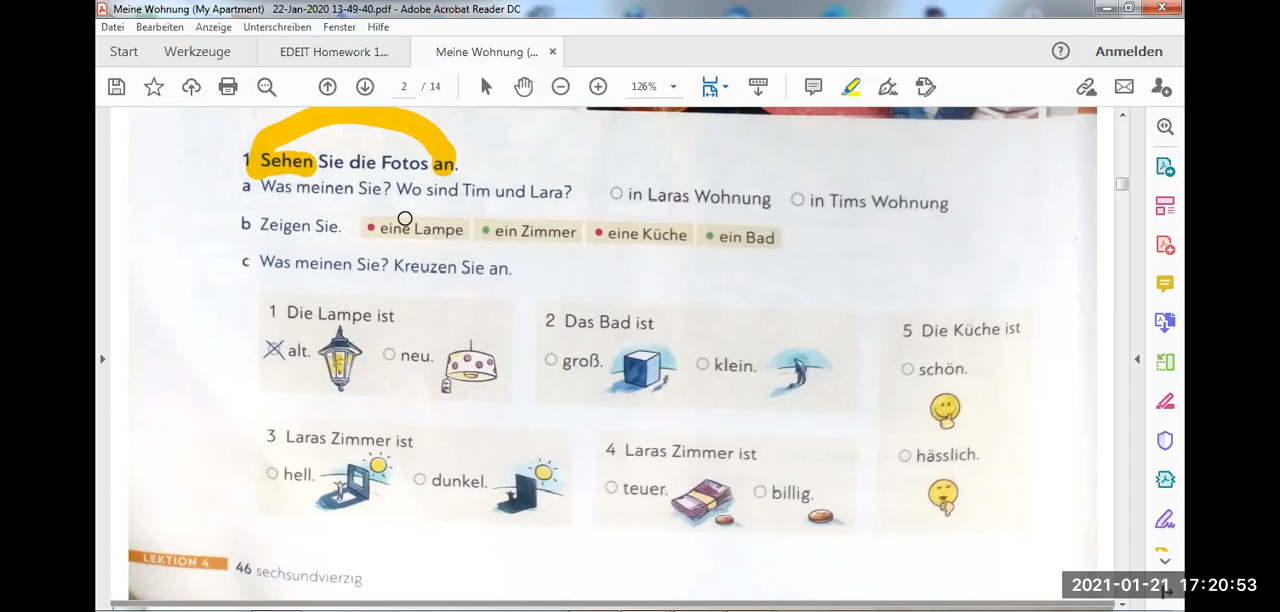 Meine Wohnung (My Apartment) 22-Jan-2020 13-49-40.pdf - Adobe Acrobat Reader DC
Datei Bearbeiten Anzeige Unterschreiben Fenster Hilfe
Start Werkzeuge EDEIT Homework 1... Meine Wohnung (... × Anmelden
2 / 14 126%
1 Sehen Sie die Fotos an.
a Was meinen Sie? Wo sind Tim und Lara? in Laras Wohnung in Tims Wohnung
b Zeigen Sie. • eine Lampe • ein Zimmer • eine Küche • ein Bad
c Was meinen Sie? Kreuzen Sie an.
1 Die Lampe ist
alt. neu.
2 Das Bad ist
groß. klein.
5 Die Küche ist
schön.
hässlich.
3 Laras Zimmer ist
hell. dunkel.
4 Laras Zimmer ist
teuer. billig.
LEKTION 4 46 sechsundvierzig
2021-01-21 17:20:53